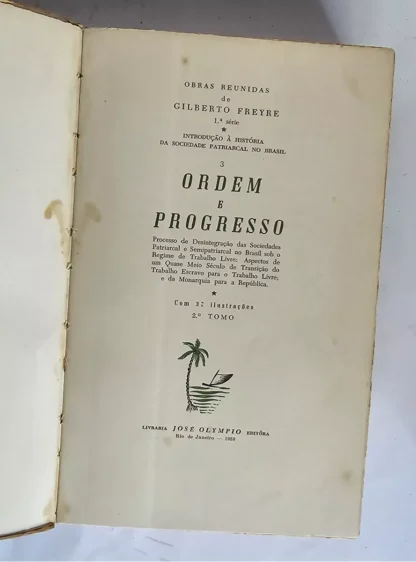 OBRAS REUNIDAS
de
GILBERTO FREYRE
1.ª série
★
INTRODUÇÃO À HISTÓRIA
DA SOCIEDADE PATRIARCAL NO BRASIL
3
ORDEM
E
PROGRESSO
Processo de Desintegração das Sociedades
Patriarcal e Semipatriarcal no Brasil sob o
Regime de Trabalho Livre: Aspectos de
um Quase Meio Século de Transição do
Trabalho Escravo para o Trabalho Livre;
e da Monarquia para a República.
★
Com 37 ilustrações
2.º TOMO
LIVRARIA JOSÉ OLYMPIO EDITÔRA
Rio de Janeiro — 1959